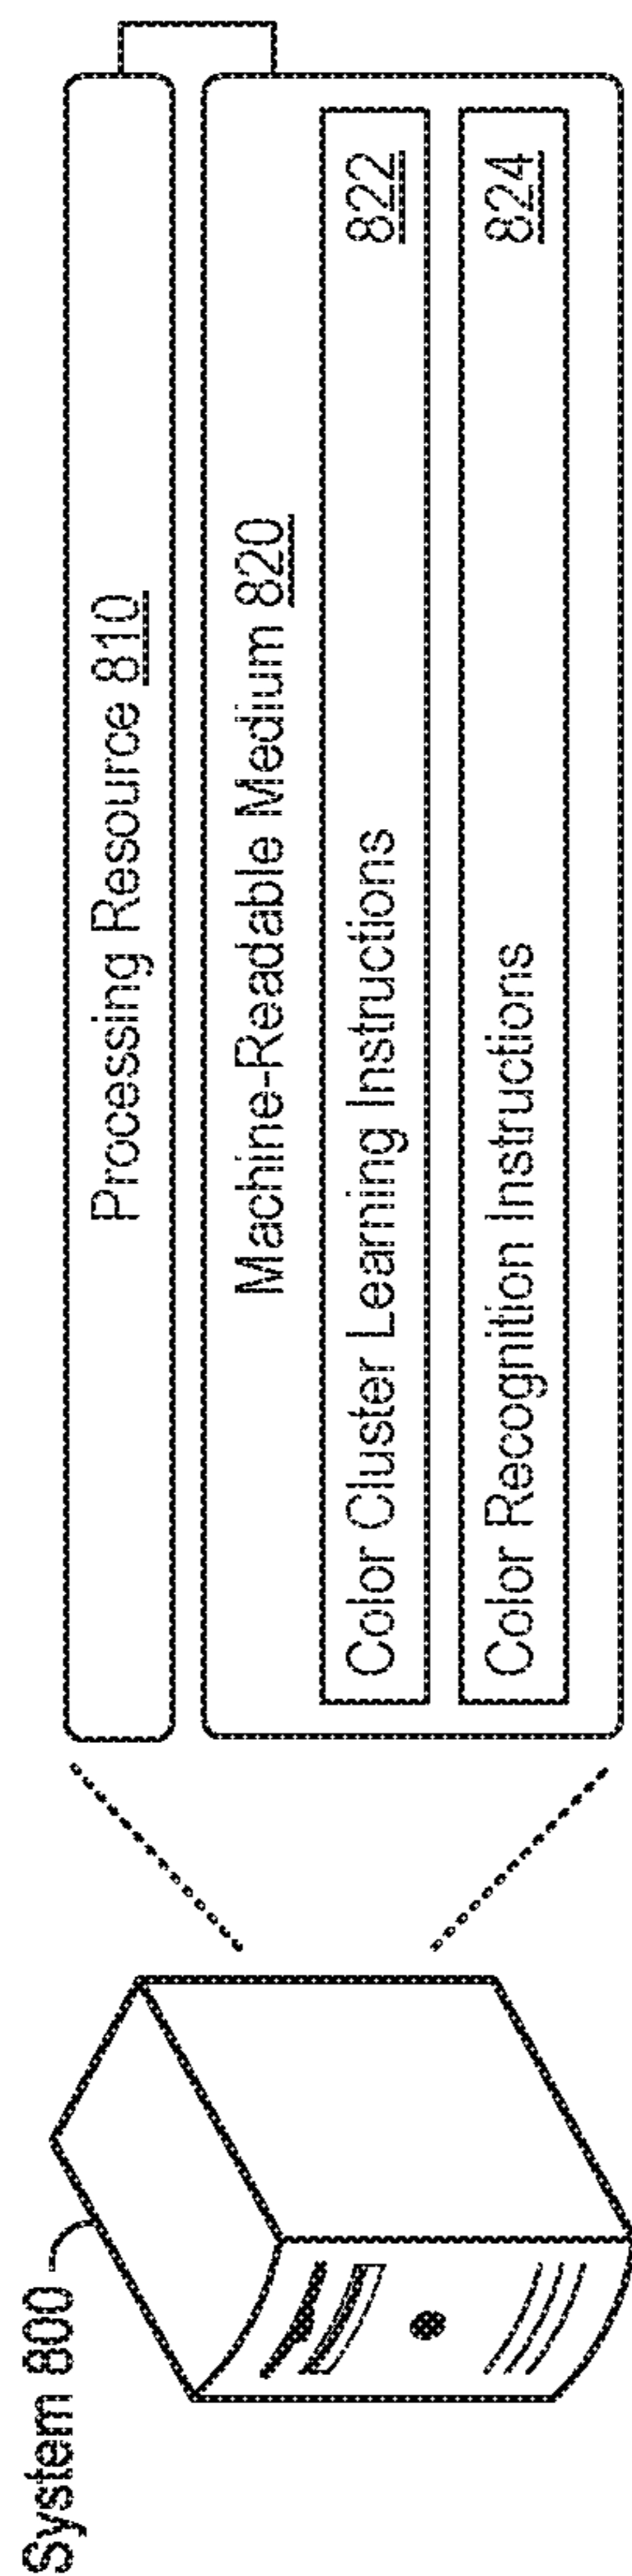 System 800
Processing Resource 810
Machine-Readable Medium 820
Color Cluster Learning Instructions 822
Color Recognition Instructions 824